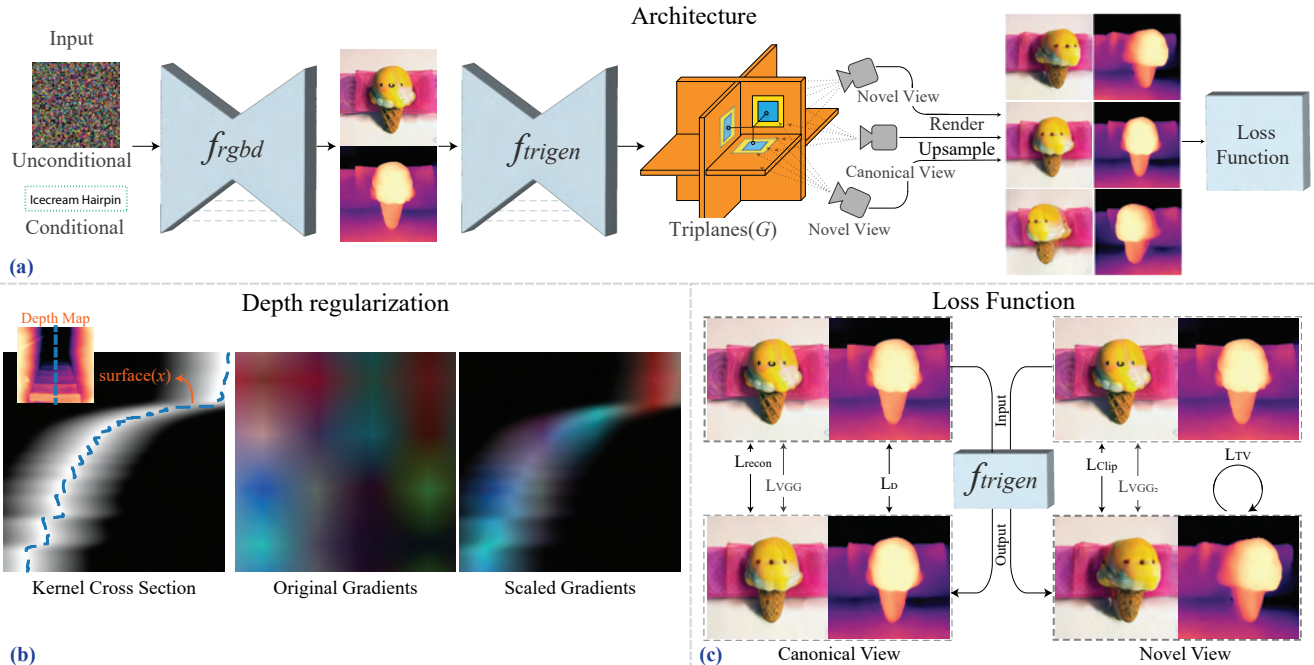 Architecture
Input
Unconditional
Icecream Hairpin
Conditional
frgbd
ftrigen
Triplanes(G)
Novel View
Canonical View
Novel View
Render
Upsample
Loss
Function
(a)
Depth regularization
Depth Map
surface(x)
Kernel Cross Section
Original Gradients
Scaled Gradients
(b)
Loss Function
Lrecon
LVGG
LD
Input
ftrigen
Output
LClip
LVGG₂
LTV
Canonical View
Novel View
(c)